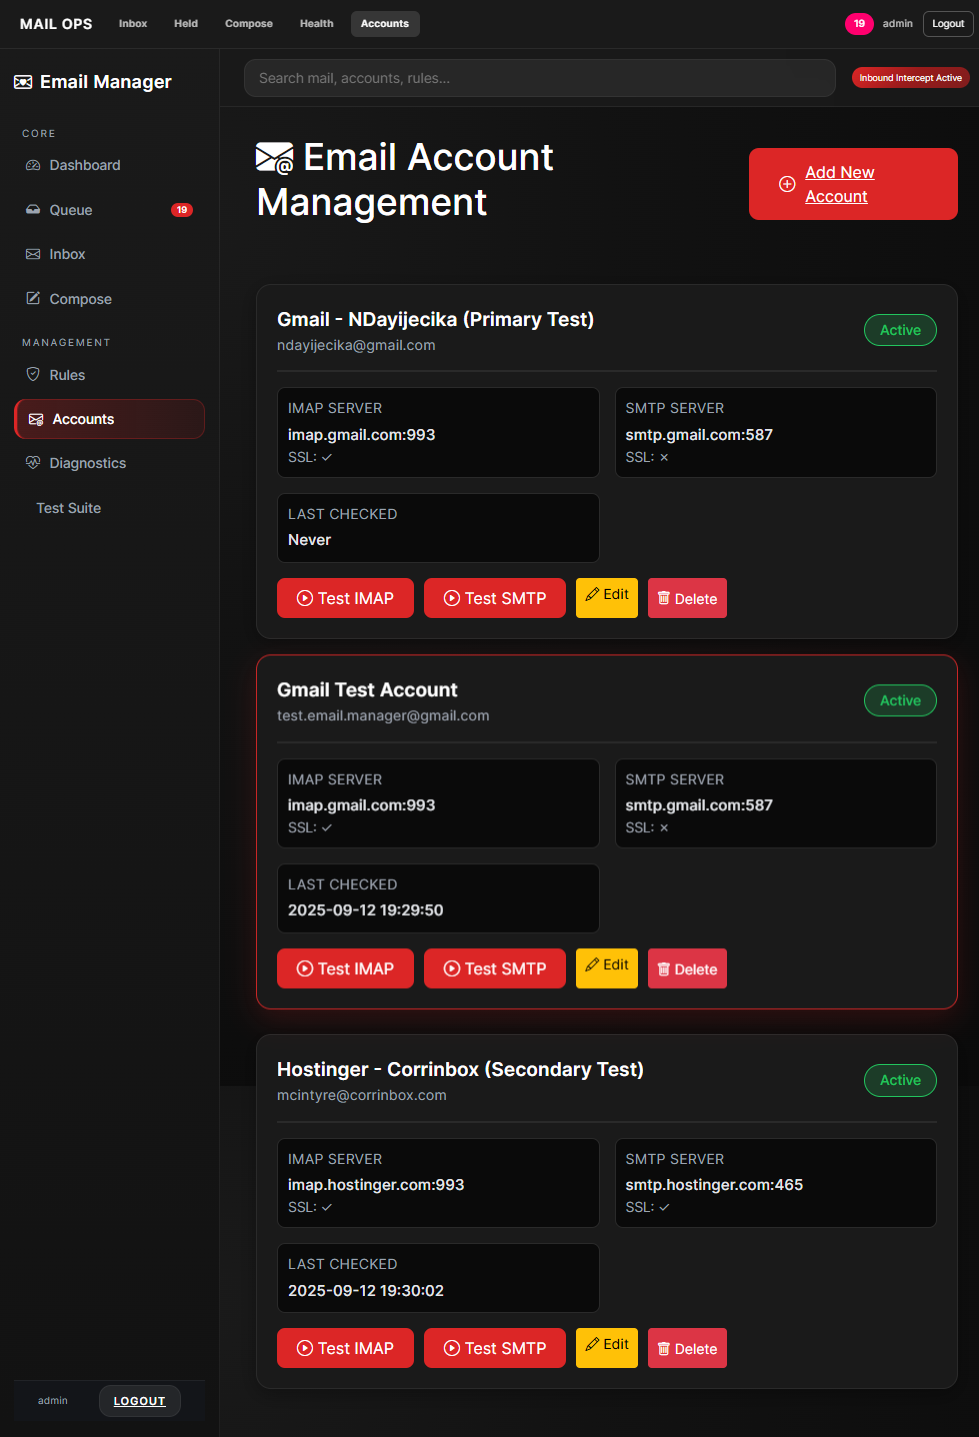 MAIL OPS
Inbox
Held
Compose
Health
Accounts
19
admin
Logout
Email Manager
CORE
Dashboard
Queue
19
Inbox
Compose
MANAGEMENT
Rules
Accounts
Diagnostics
Test Suite
admin
LOGOUT
Search mail, accounts, rules...
Inbound Intercept Active
Email Account
Management
Add New
Account
Gmail - NDayijecika (Primary Test)
ndayijecika@gmail.com
Active
IMAP SERVER
imap.gmail.com:993
SSL: ✓
SMTP SERVER
smtp.gmail.com:587
SSL: ×
LAST CHECKED
Never
Test IMAP
Test SMTP
Edit
Delete
Gmail Test Account
test.email.manager@gmail.com
Active
IMAP SERVER
imap.gmail.com:993
SSL: ✓
SMTP SERVER
smtp.gmail.com:587
SSL: ×
LAST CHECKED
2025-09-12 19:29:50
Test IMAP
Test SMTP
Edit
Delete
Hostinger - Corrinbox (Secondary Test)
mcintyre@corrinbox.com
Active
IMAP SERVER
imap.hostinger.com:993
SSL: ✓
SMTP SERVER
smtp.hostinger.com:465
SSL: ✓
LAST CHECKED
2025-09-12 19:30:02
Test IMAP
Test SMTP
Edit
Delete